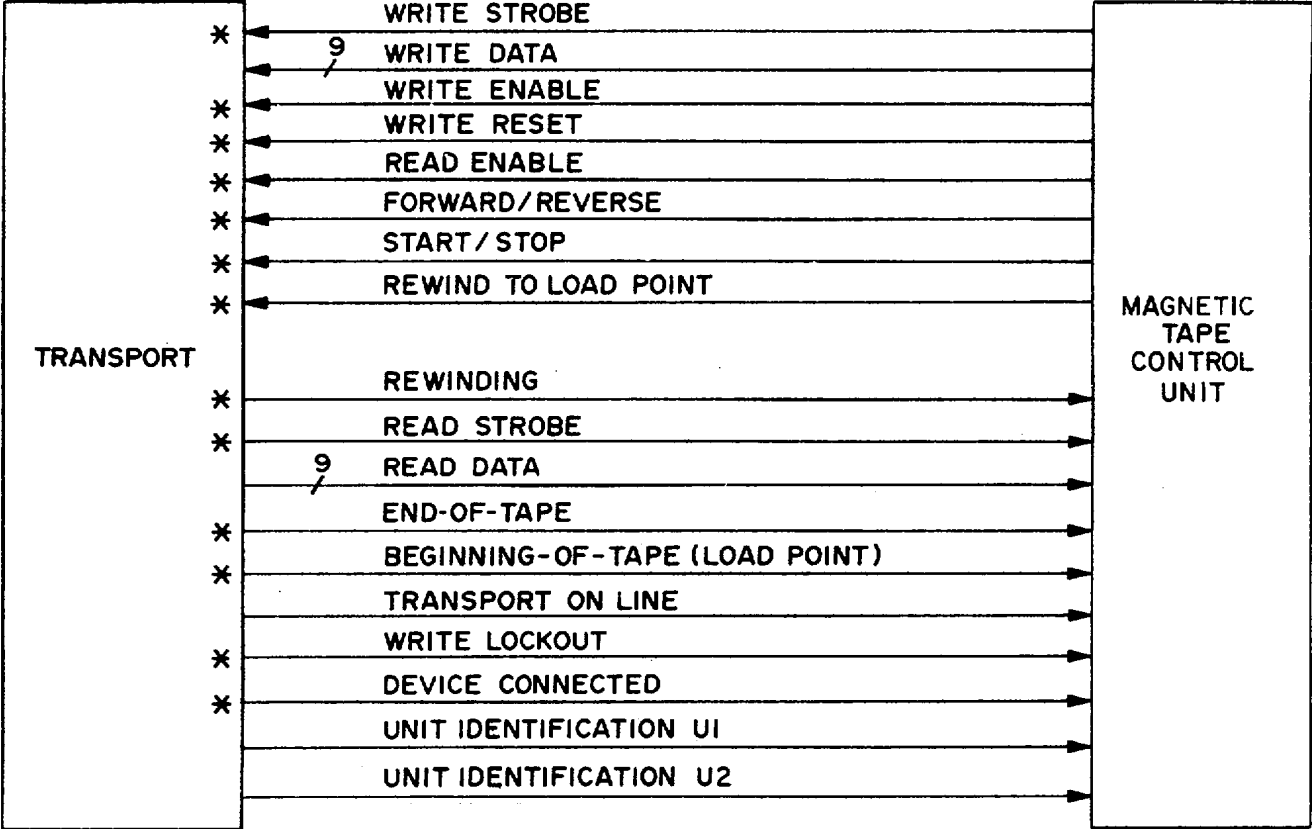 WRITE STROBE
*
9
WRITE DATA
WRITE ENABLE
*
WRITE RESET
*
READ ENABLE
*
FORWARD/REVERSE
*
START/STOP
*
REWIND TO LOAD POINT
*
TRANSPORT
MAGNETIC
TAPE
CONTROL
UNIT
REWINDING
*
READ STROBE
*
9
READ DATA
END-OF-TAPE
*
BEGINNING-OF-TAPE (LOAD POINT)
*
TRANSPORT ON LINE
WRITE LOCKOUT
*
DEVICE CONNECTED
*
UNIT IDENTIFICATION U1
UNIT IDENTIFICATION U2